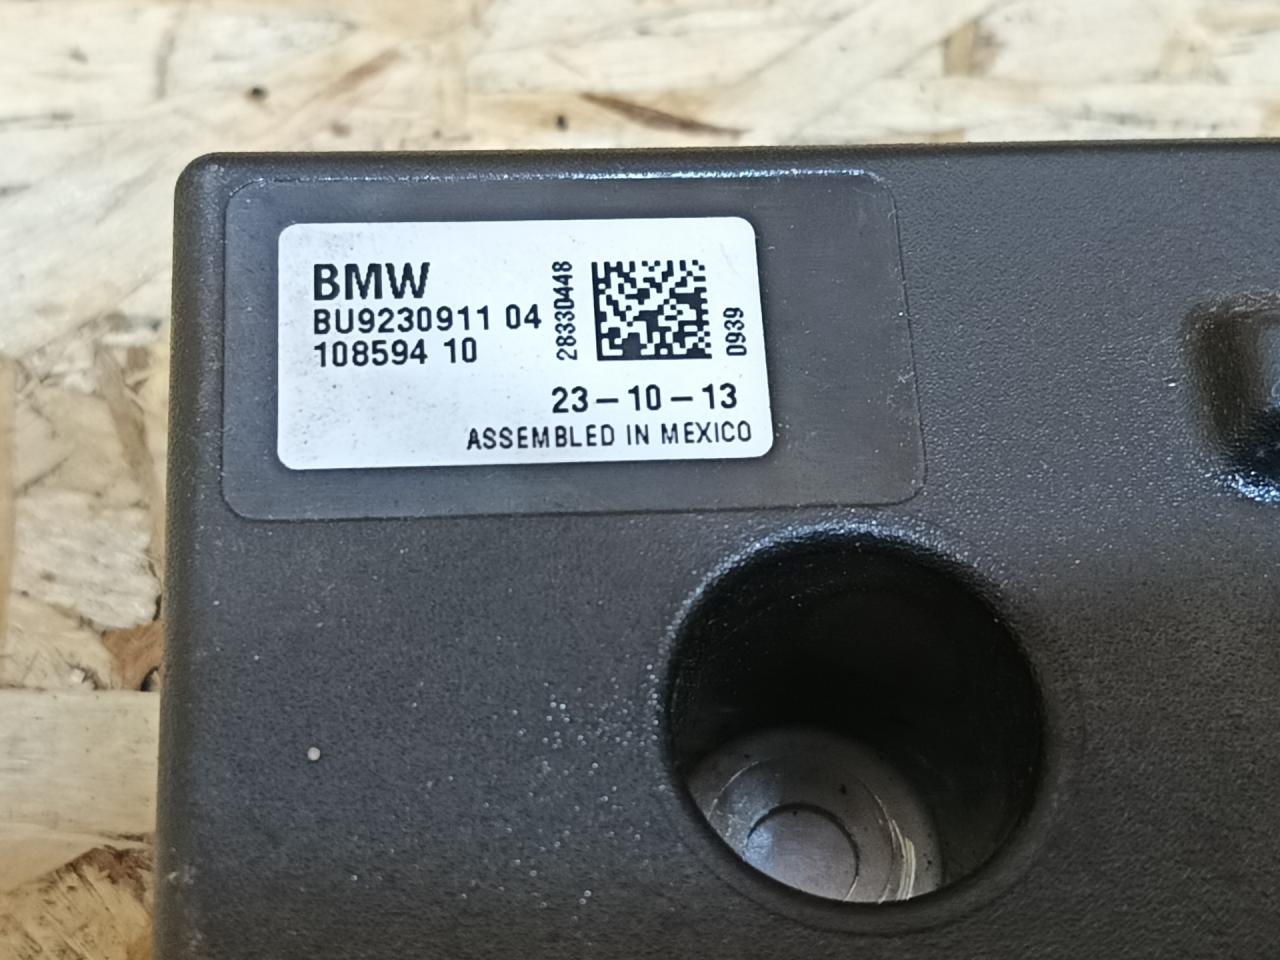 BMW
BU9230911 04
108594 10
28330448
0939
23-10-13
ASSEMBLED IN MEXICO